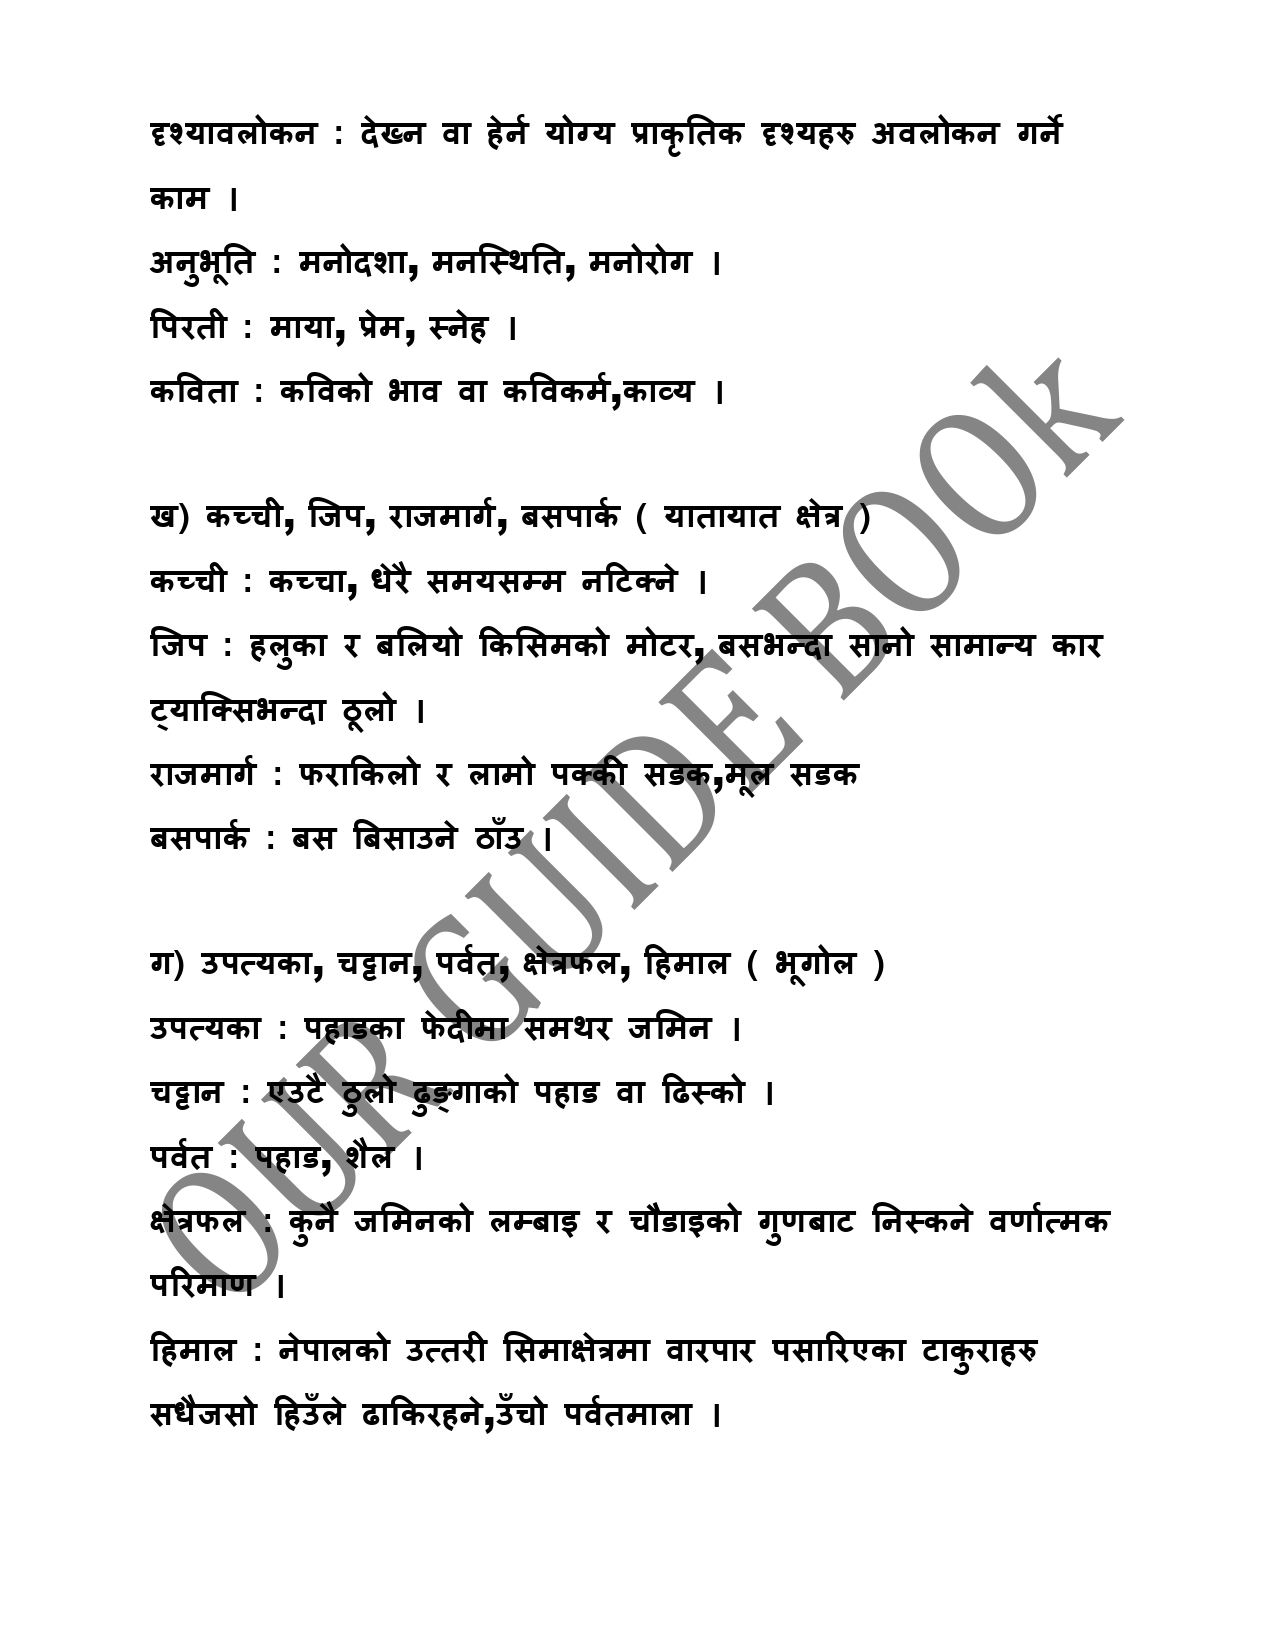 दृश्यावलोकन : देख्न वा हेर्न योग्य प्राकृतिक दृश्यहरु अवलोकन गर्ने
काम ।
अनुभूति : मनोदशा, मनस्थिति, मनोरोग ।
पिरती : माया, प्रेम, स्नेह ।
कविता : कविको भाव वा कविकर्म,काव्य ।
ख) कच्ची, जिप, राजमार्ग, बसपार्क ( यातायात क्षेत्र )
कच्ची : कच्चा, धेरै समयसम्म नटिक्ने ।
जिप : हलुका र बलियो किसिमको मोटर, बसभन्दा सानो सामान्य कार
ट्याक्सिभन्दा ठूलो ।
राजमार्ग : फराकिलो र लामो पक्की सडक,मूल सडक
बसपार्क : बस बिसाउने ठाँउ ।
ग) उपत्यका, चट्टान, पर्वत, क्षेत्रफल, हिमाल ( भूगोल )
उपत्यका : पहाडका फेदीमा समथर जमिन ।
चट्टान : एउटै ठुलो ढुङ्गाको पहाड वा ढिस्को ।
पर्वत : पहाड, शैल ।
क्षेत्रफल : कुनै जमिनको लम्बाइ र चौडाइको गुणबाट निस्कने वर्णात्मक
परिमाण ।
हिमाल : नेपालको उत्तरी सिमाक्षेत्रमा वारपार पसारिएका टाकुराहरु
सधैजसो हिउँले ढाकिरहने,उँचो पर्वतमाला ।
OUR GUIDE BOOk